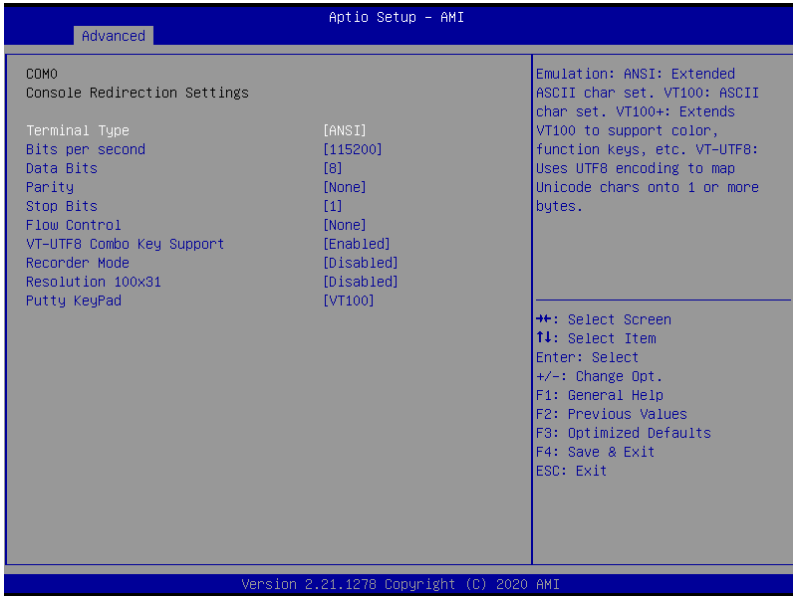 Aptio Setup – AMI
Advanced
COM0
Console Redirection Settings
Terminal Type [ANSI]
Bits per second [115200]
Data Bits [8]
Parity [None]
Stop Bits [1]
Flow Control [None]
VT-UTF8 Combo Key Support [Enabled]
Recorder Mode [Disabled]
Resolution 100x31 [Disabled]
Putty KeyPad [VT100]
Emulation: ANSI: Extended
ASCII char set. VT100: ASCII
char set. VT100+: Extends
VT100 to support color,
function keys, etc. VT-UTF8:
Uses UTF8 encoding to map
Unicode chars onto 1 or more
bytes.
→←: Select Screen
↑↓: Select Item
Enter: Select
+/-: Change Opt.
F1: General Help
F2: Previous Values
F3: Optimized Defaults
F4: Save & Exit
ESC: Exit
Version 2.21.1278 Copyright (C) 2020 AMI